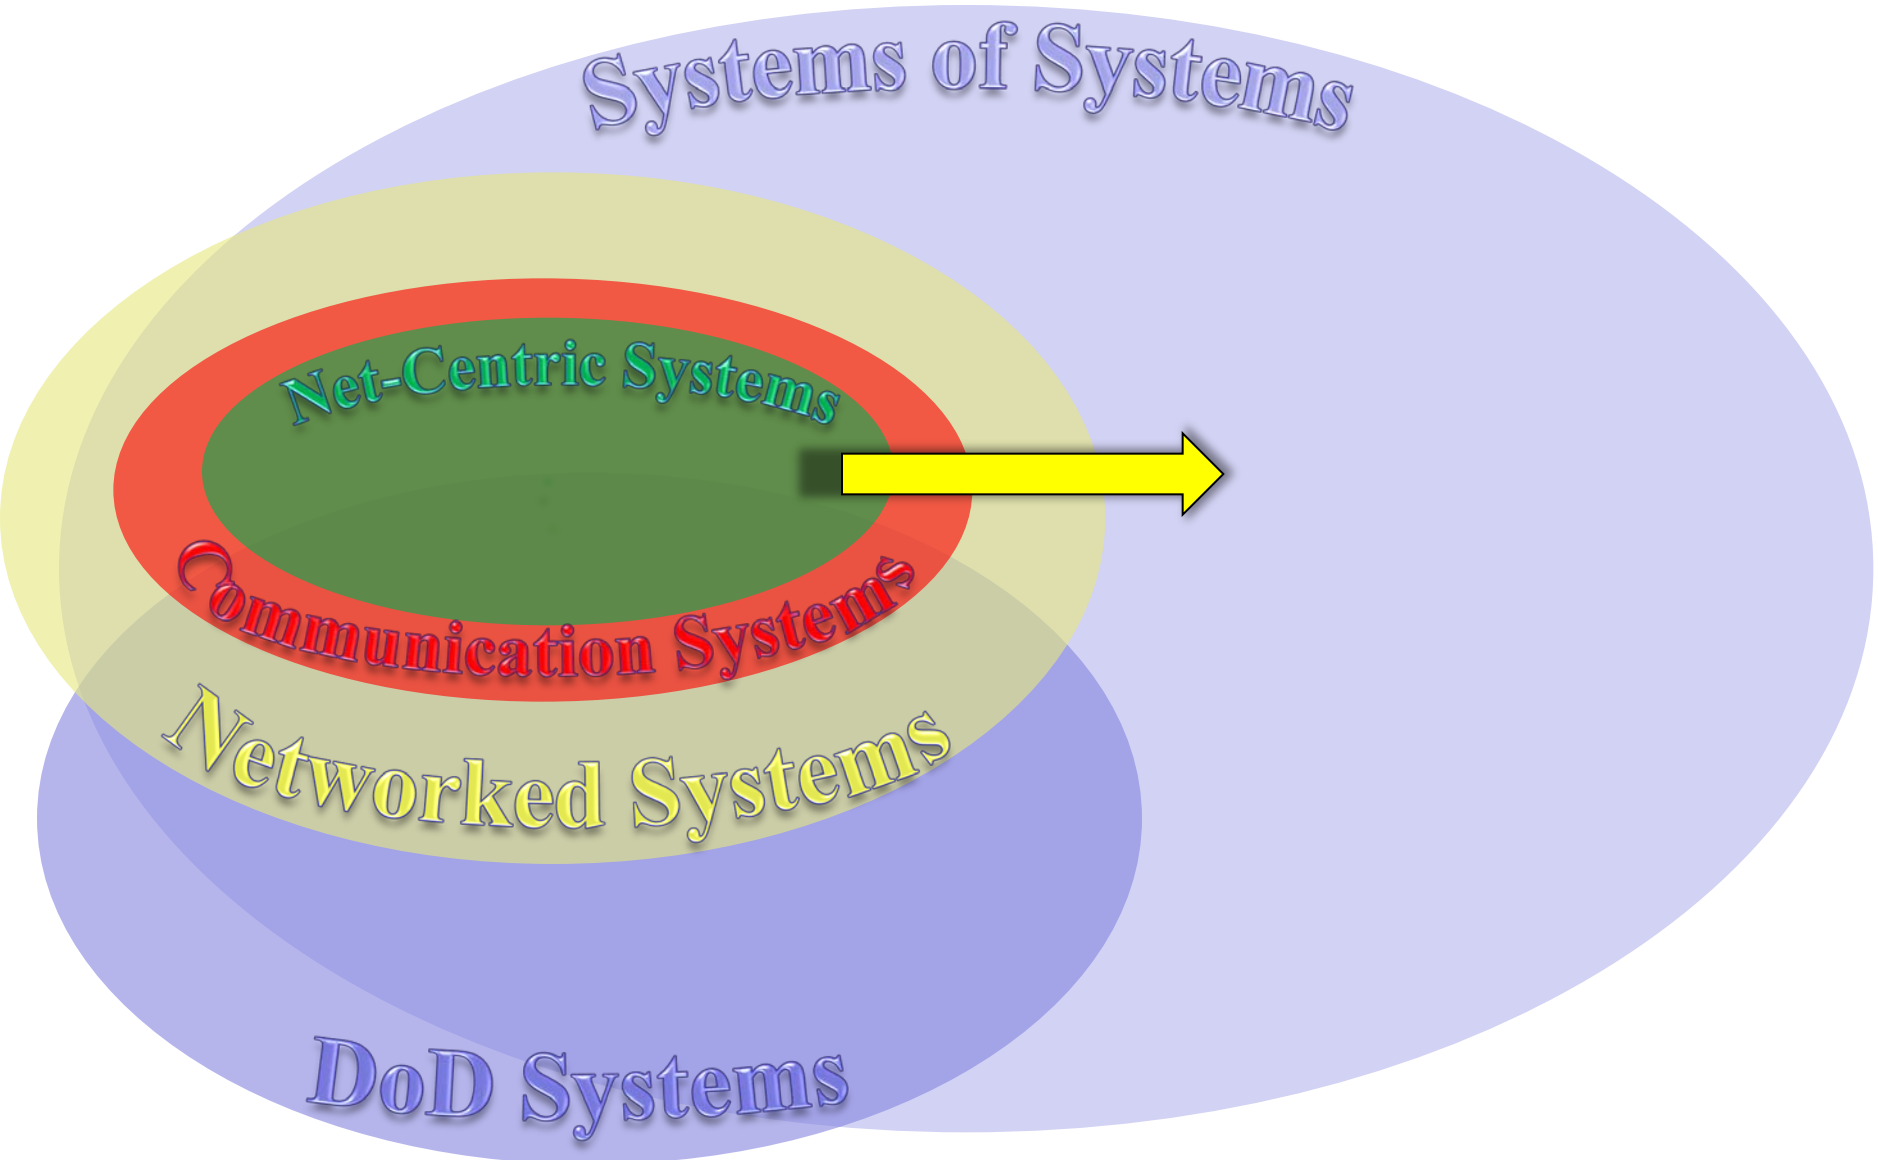 Systems of Systems
Net-Centric Systems
Communication Systems
Networked Systems
DoD Systems